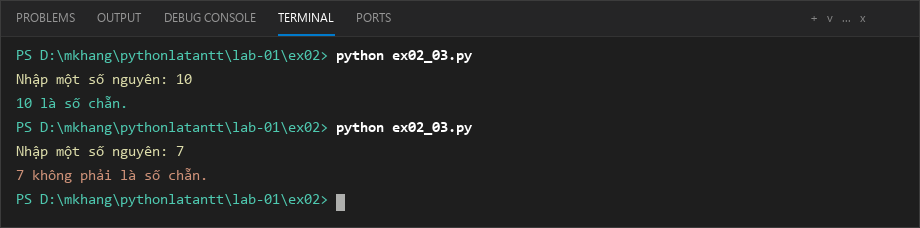 PROBLEMS OUTPUT DEBUG CONSOLE TERMINAL PORTS + v ... x
PS D:\mkhang\pythonlatantt\lab-01\ex02> python ex02_03.py
Nhập một số nguyên: 10
10 là số chẵn.
PS D:\mkhang\pythonlatantt\lab-01\ex02> python ex02_03.py
Nhập một số nguyên: 7
7 không phải là số chẵn.
PS D:\mkhang\pythonlatantt\lab-01\ex02>